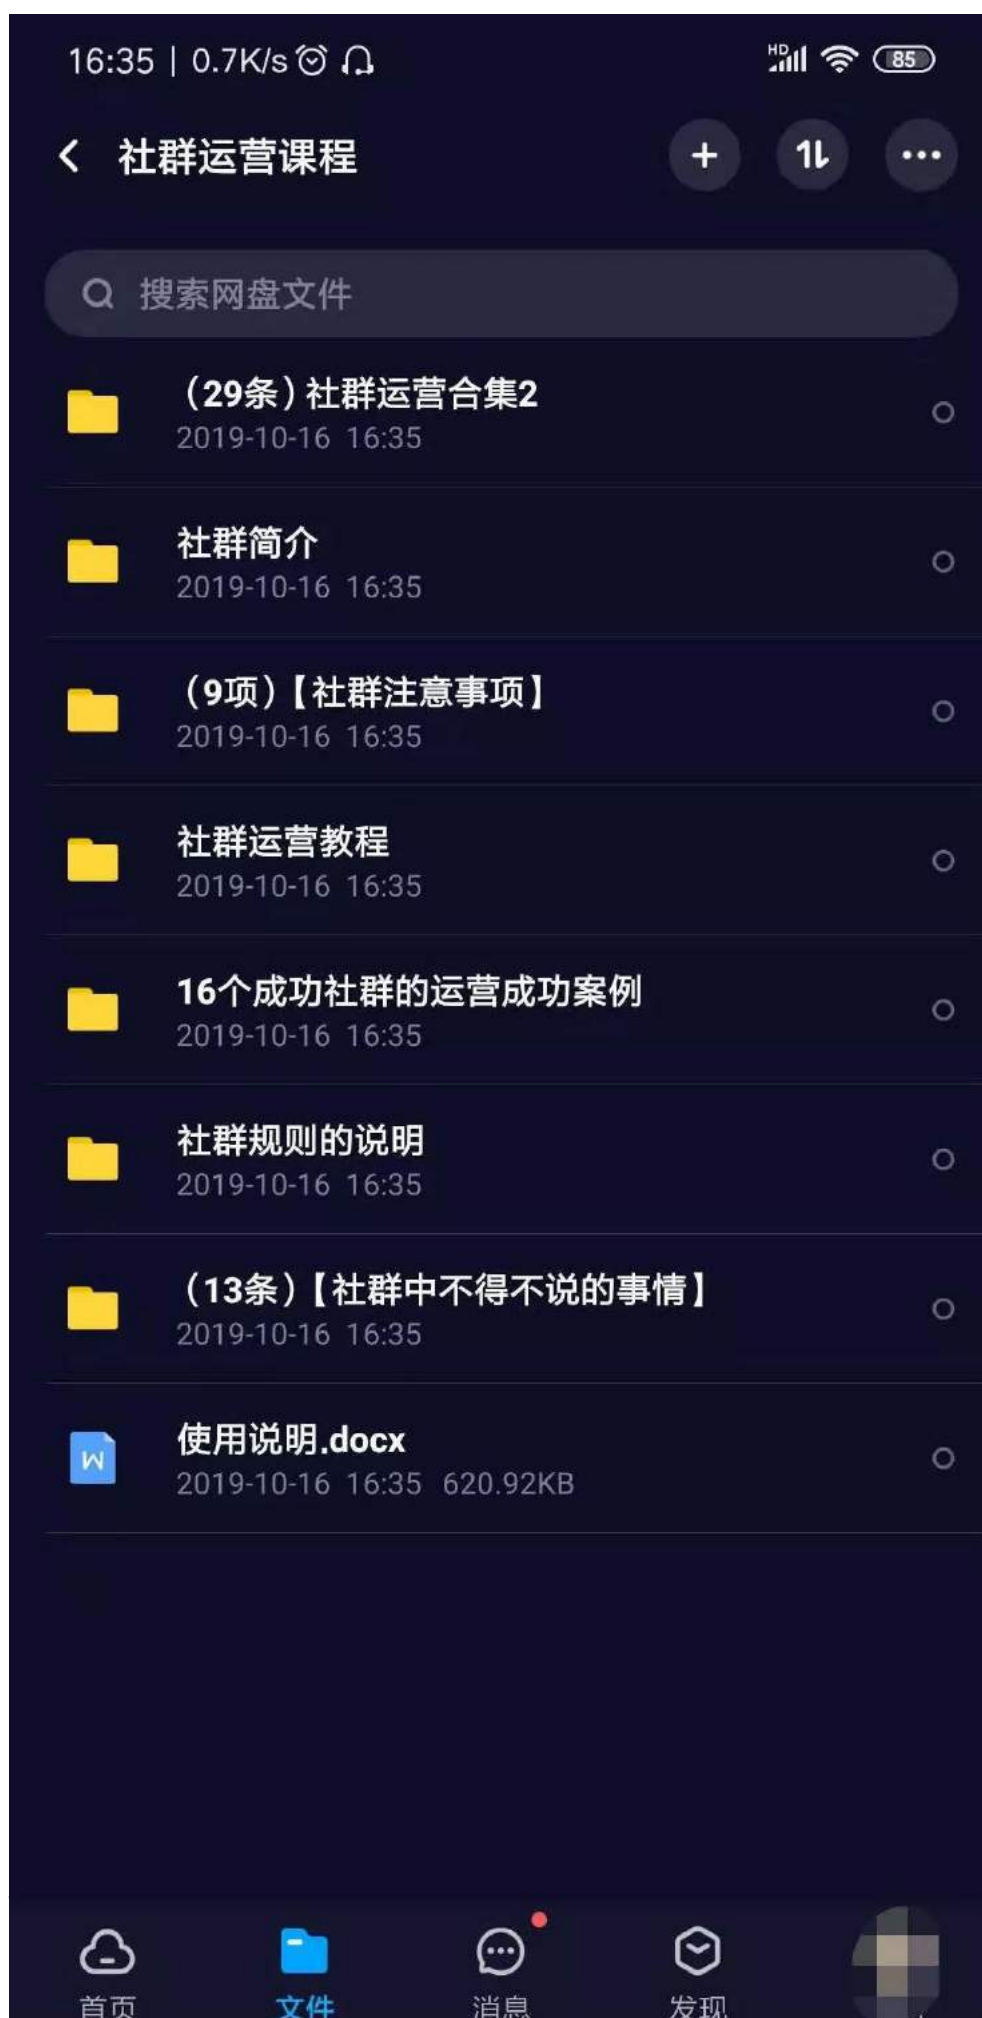 16:35 | 0.7K/s
HD
85
社群运营课程
搜索网盘文件
（29条）社群运营合集2
2019-10-16 16:35
社群简介
2019-10-16 16:35
（9项）【社群注意事项】
2019-10-16 16:35
社群运营教程
2019-10-16 16:35
16个成功社群的运营成功案例
2019-10-16 16:35
社群规则的说明
2019-10-16 16:35
（13条）【社群中不得不说的事情】
2019-10-16 16:35
W
使用说明.docx
2019-10-16 16:35 620.92KB
首页
文件
消息
发现